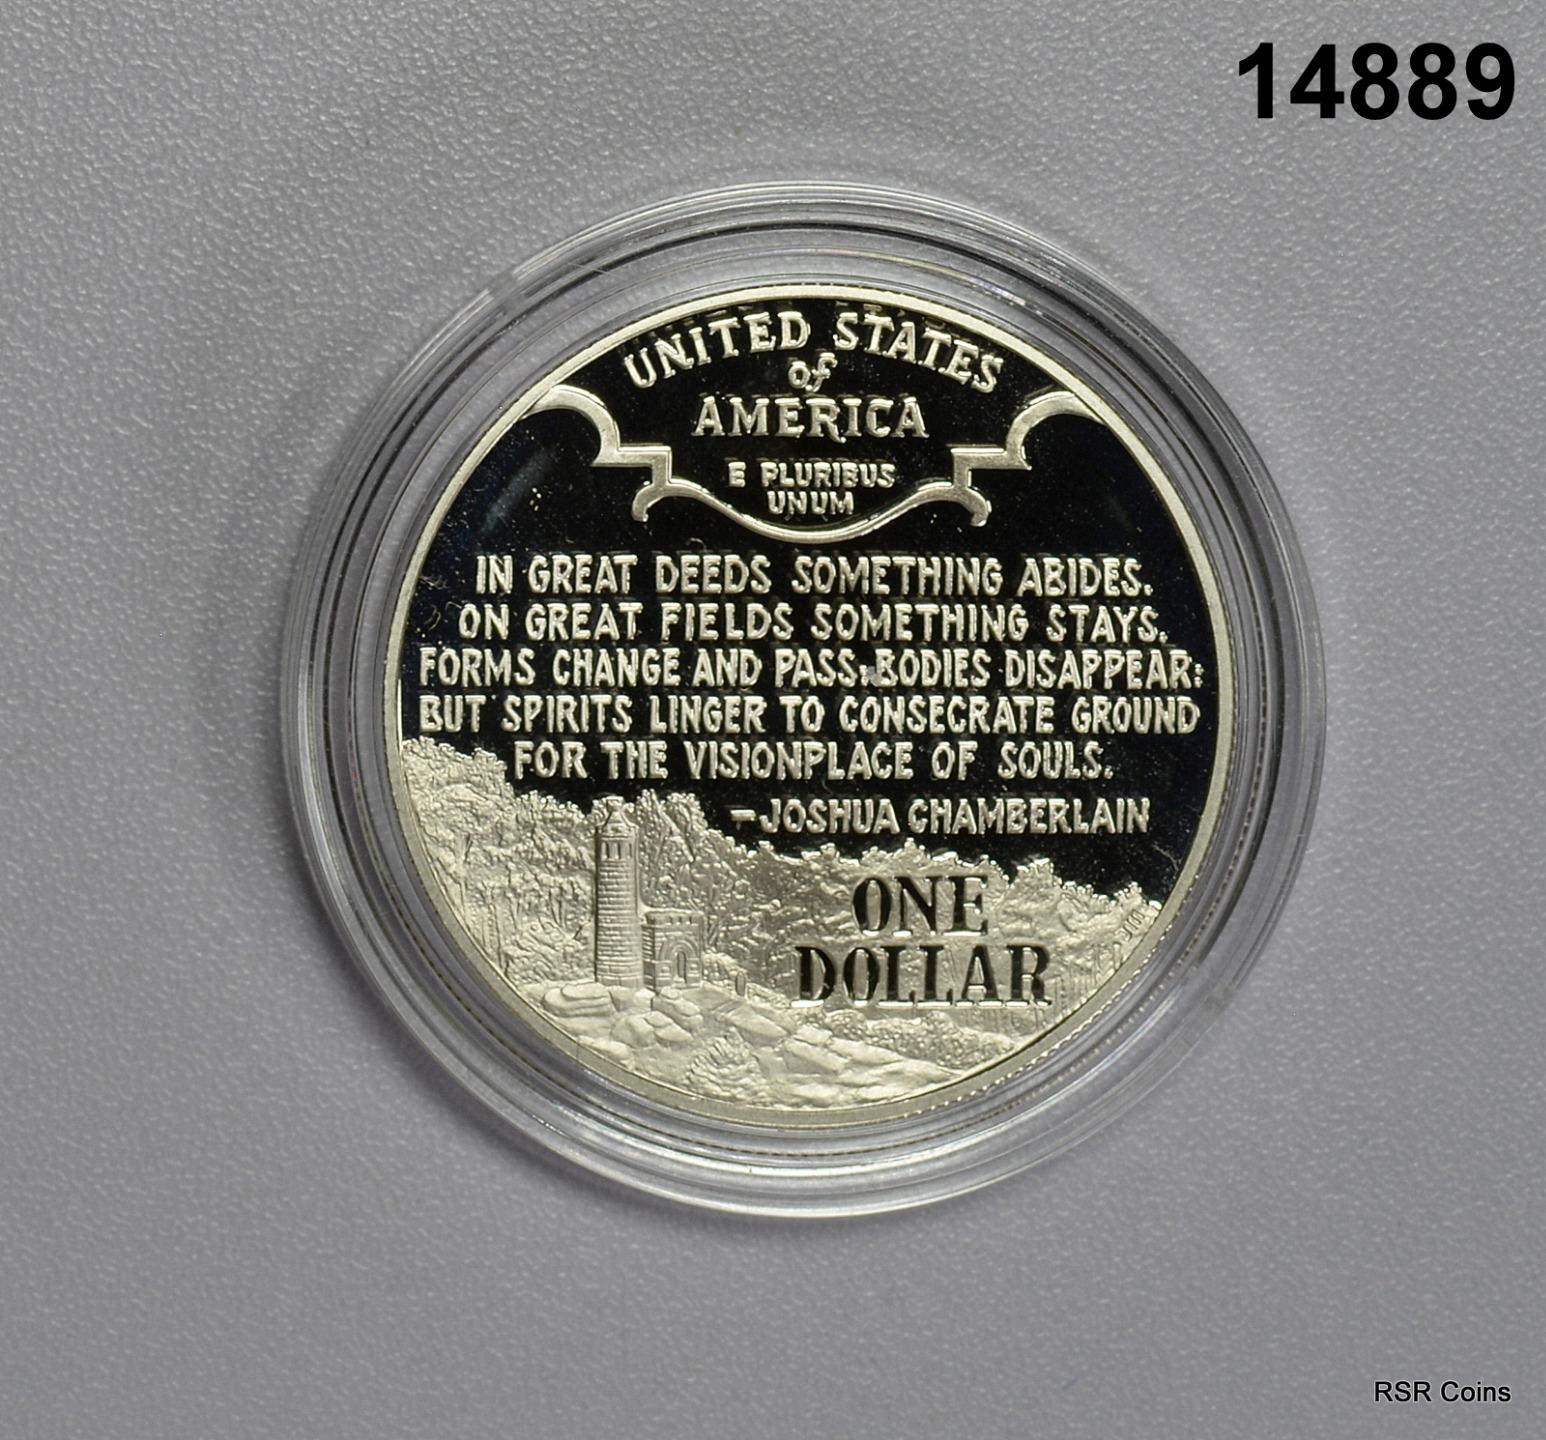 14889
UNITED STATES
of
AMERICA
E PLURIBUS
UNUM
IN GREAT DEEDS SOMETHING ABIDES.
ON GREAT FIELDS SOMETHING STAYS.
FORMS CHANGE AND PASS; BODIES DISAPPEAR;
BUT SPIRITS LINGER TO CONSECRATE GROUND
FOR THE VISIONPLACE OF SOULS.
–JOSHUA CHAMBERLAIN
ONE
DOLLAR
RSR Coins